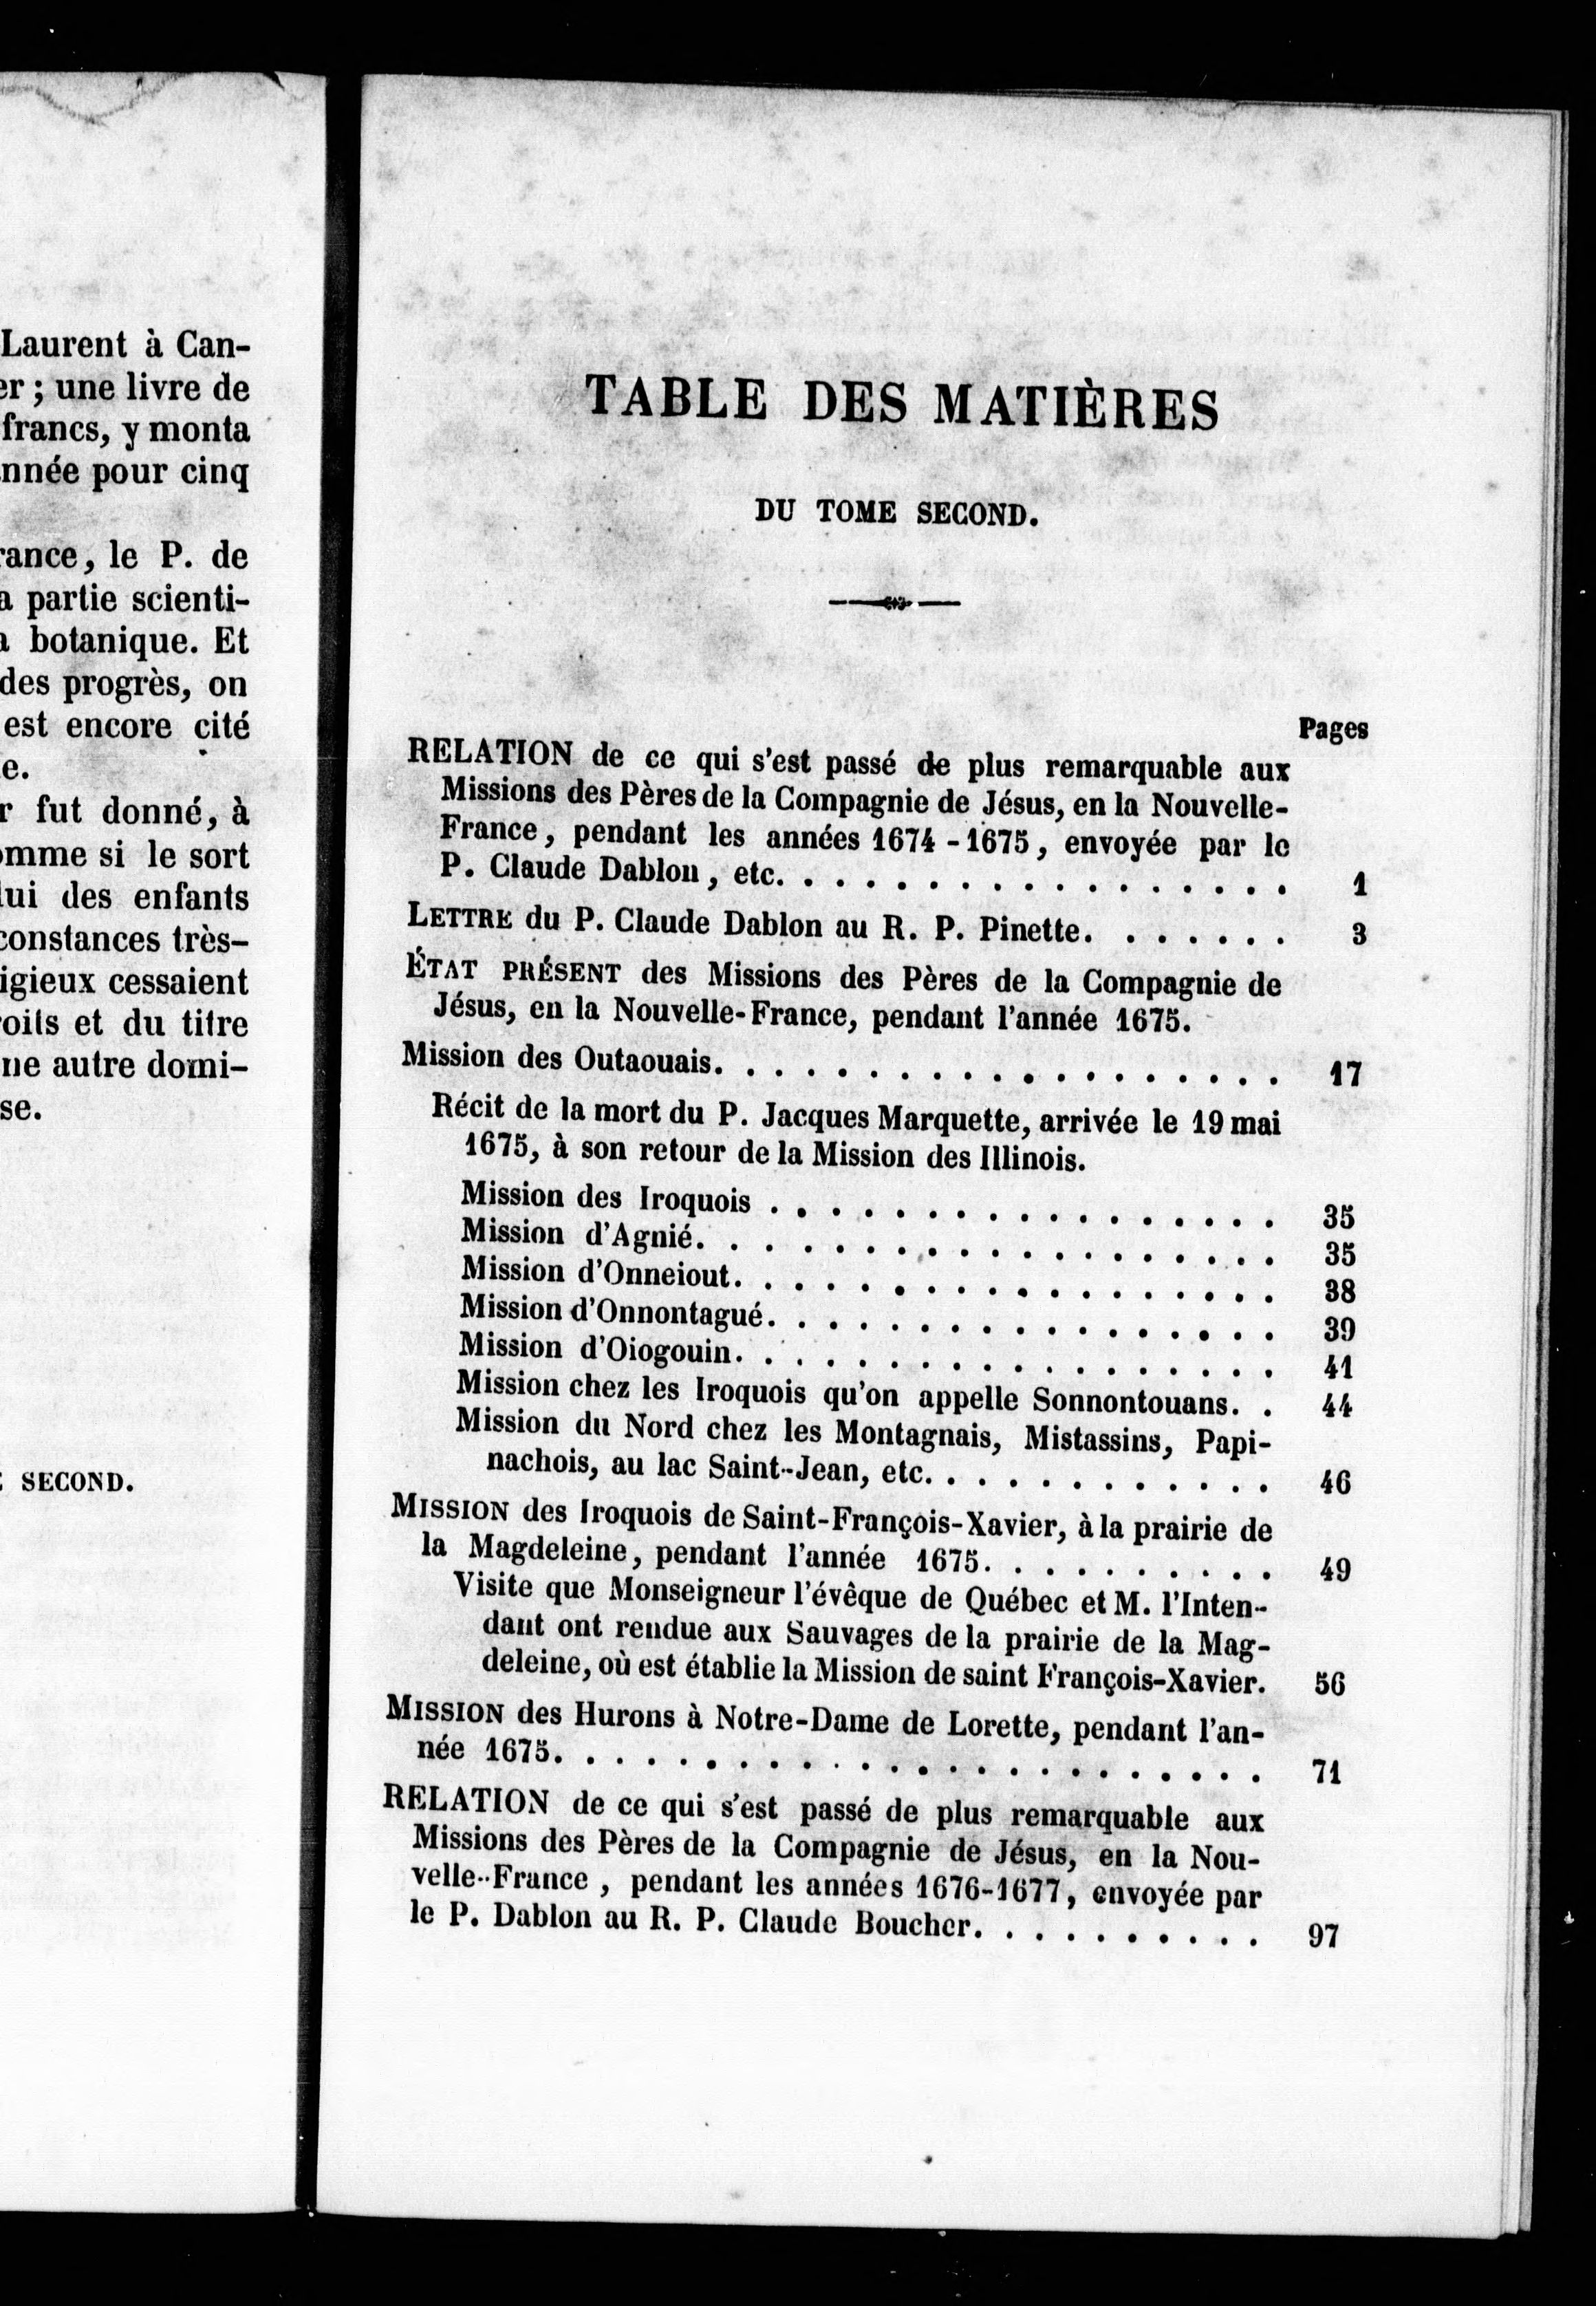 Laurent à Can-
er ; une livre de
francs, y monta
nnée pour cinq
rance, le P. de
a partie scienti-
a botanique. Et
des progrès, on
est encore cité
e.
r fut donné, à
omme si le sort
lui des enfants
constances très-
igieux cessaient
roits et du titre
ne autre domi-
se.
SECOND.
TABLE DES MATIÈRES
DU TOME SECOND.
Pages
RELATION de ce qui s'est passé de plus remarquable aux
Missions des Pères de la Compagnie de Jésus, en la Nouvelle-
France, pendant les années 1674-1675, envoyée par le
P. Claude Dablon, etc. . . . . . . . . . . . . . . . . . 1
LETTRE du P. Claude Dablon au R. P. Pinette. . . . . . . 3
ÉTAT PRÉSENT des Missions des Pères de la Compagnie de
Jésus, en la Nouvelle-France, pendant l'année 1675.
Mission des Outaouais. . . . . . . . . . . . . . . . . . . 17
Récit de la mort du P. Jacques Marquette, arrivée le 19 mai
1675, à son retour de la Mission des Illinois.
Mission des Iroquois . . . . . . . . . . . . . . . . . 35
Mission d'Agnié. . . . . . . . . . . . . . . . . . . 35
Mission d'Onneiout. . . . . . . . . . . . . . . . . . 38
Mission d'Onnontagué. . . . . . . . . . . . . . . . . 39
Mission d'Oiogouin. . . . . . . . . . . . . . . . . . 41
Mission chez les Iroquois qu'on appelle Sonnontouans. . 44
Mission du Nord chez les Montagnais, Mistassins, Papi-
nachois, au lac Saint-Jean, etc. . . . . . . . . . . . 46
MISSION des Iroquois de Saint-François-Xavier, à la prairie de
la Magdeleine, pendant l'année 1675. . . . . . . . . . 49
Visite que Monseigneur l'évêque de Québec et M. l'Inten-
dant ont rendue aux Sauvages de la prairie de la Mag-
deleine, où est établie la Mission de saint François-Xavier. 56
MISSION des Hurons à Notre-Dame de Lorette, pendant l'an-
née 1675. . . . . . . . . . . . . . . . . . . . . . . . 71
RELATION de ce qui s'est passé de plus remarquable aux
Missions des Pères de la Compagnie de Jésus, en la Nou-
velle-France , pendant les années 1676-1677, envoyée par
le P. Dablon au R. P. Claude Boucher. . . . . . . . . . 97